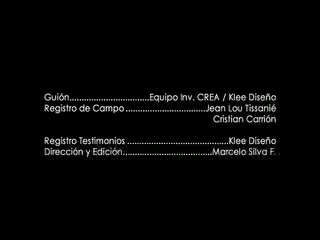 Guión..................................Equipo Inv. CREA / Klee Diseño
Registro de Campo ..................................Jean Lou Tissanié
Cristian Carrión
Registro Testimonios ...........................................Klee Diseño
Dirección y Edición......................................Marcelo Silva F.